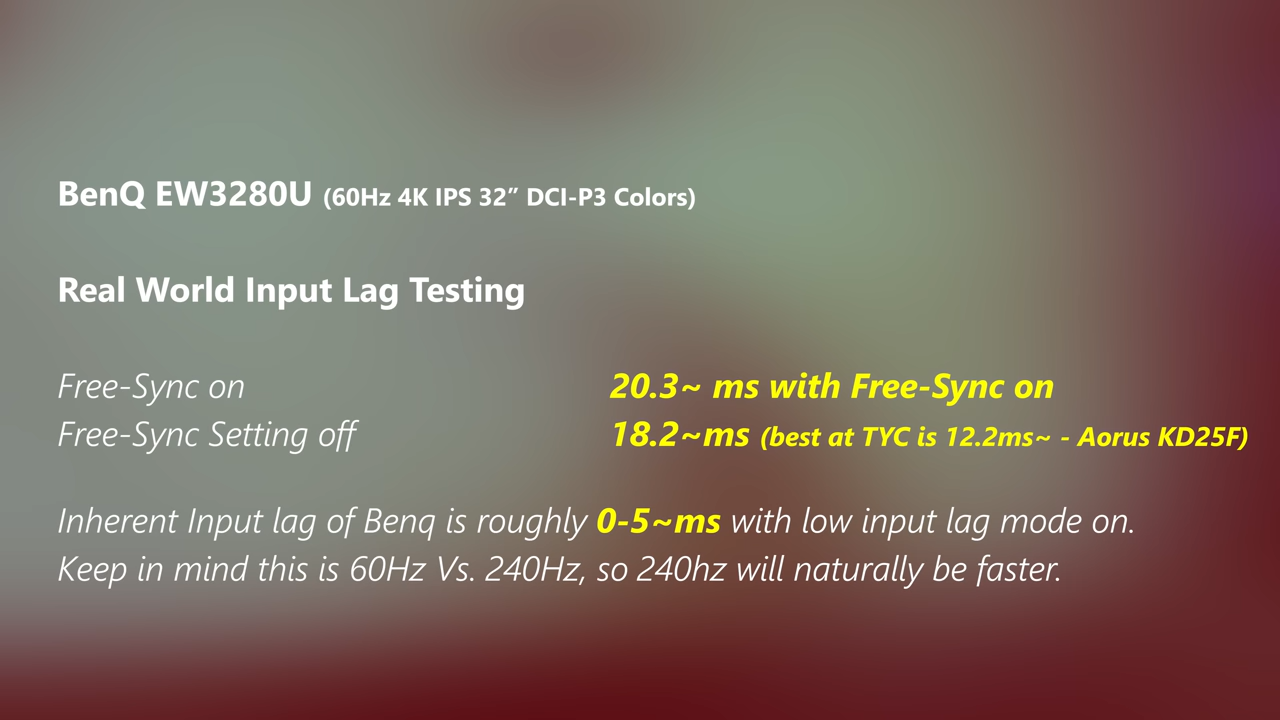 BenQ EW3280U (60Hz 4K IPS 32” DCI-P3 Colors)
Real World Input Lag Testing
Free-Sync on 20.3~ ms with Free-Sync on
Free-Sync Setting off 18.2~ms (best at TYC is 12.2ms~ - Aorus KD25F)
Inherent Input lag of Benq is roughly 0-5~ms with low input lag mode on.
Keep in mind this is 60Hz Vs. 240Hz, so 240hz will naturally be faster.